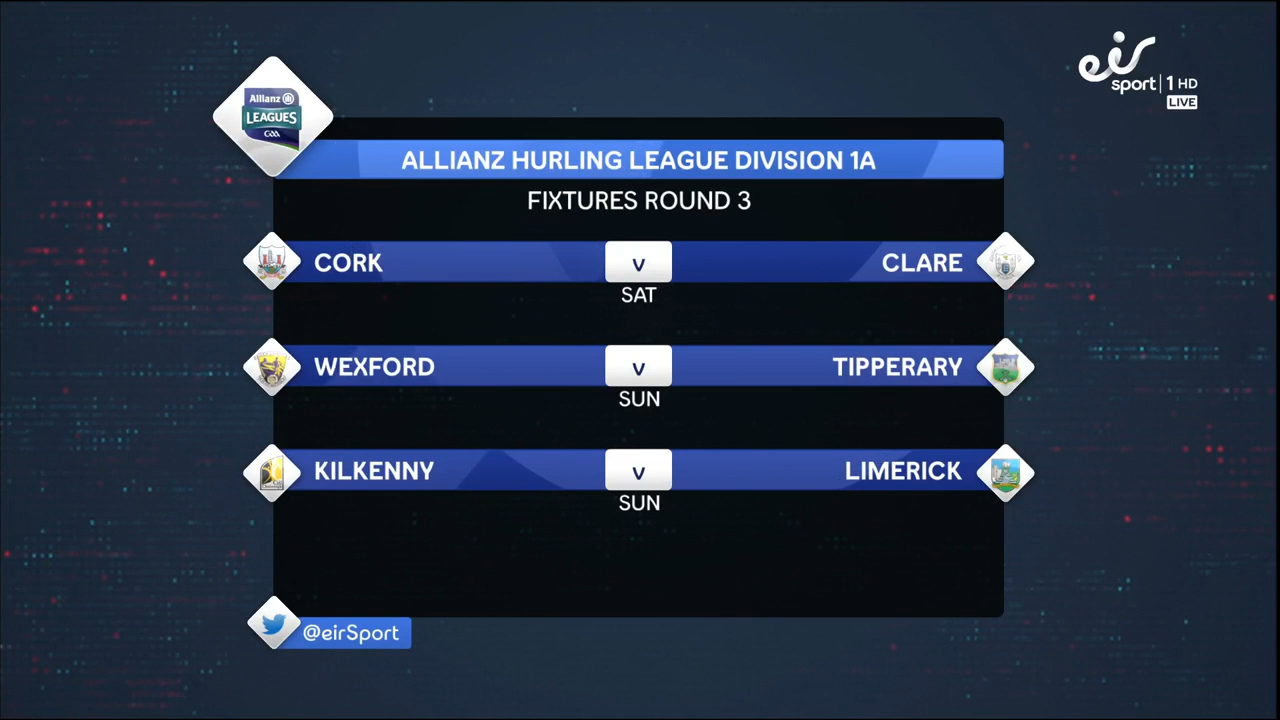 eir
sport | 1 HD
LIVE
Allianz
LEAGUES
GAA
ALLIANZ HURLING LEAGUE DIVISION 1A
FIXTURES ROUND 3
CORK v CLARE
SAT
WEXFORD v TIPPERARY
SUN
KILKENNY v LIMERICK
SUN
@eirSport